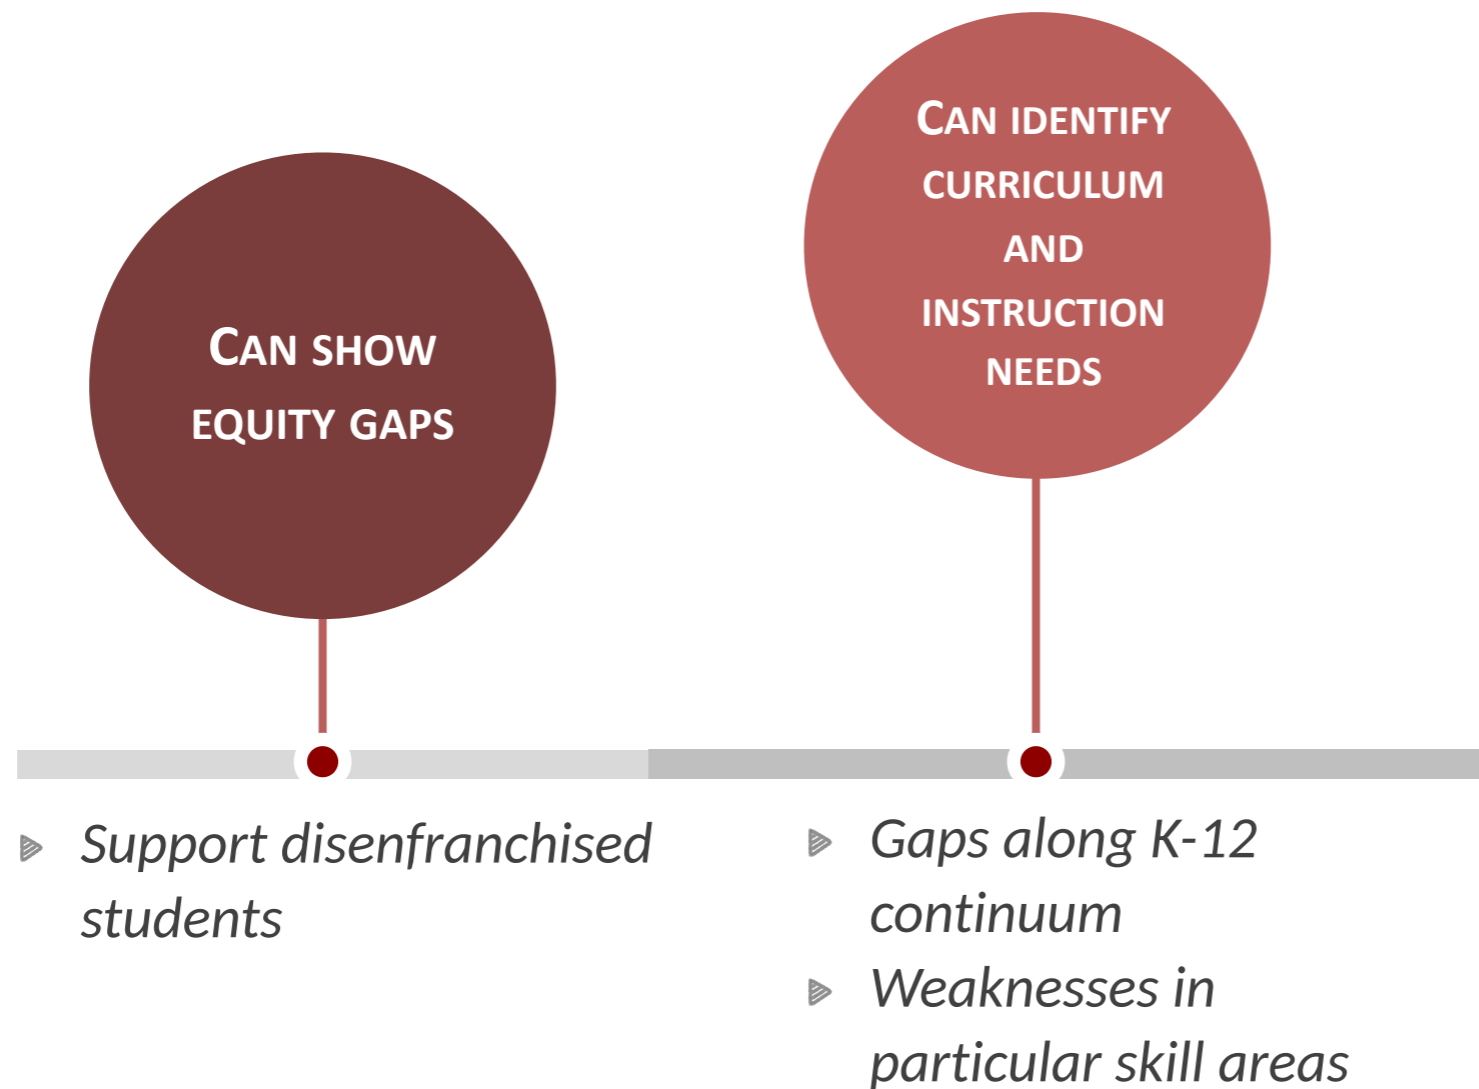 CAN SHOW
EQUITY GAPS
CAN IDENTIFY
CURRICULUM
AND
INSTRUCTION
NEEDS
Support disenfranchised
students
Gaps along K-12
continuum
Weaknesses in
particular skill areas